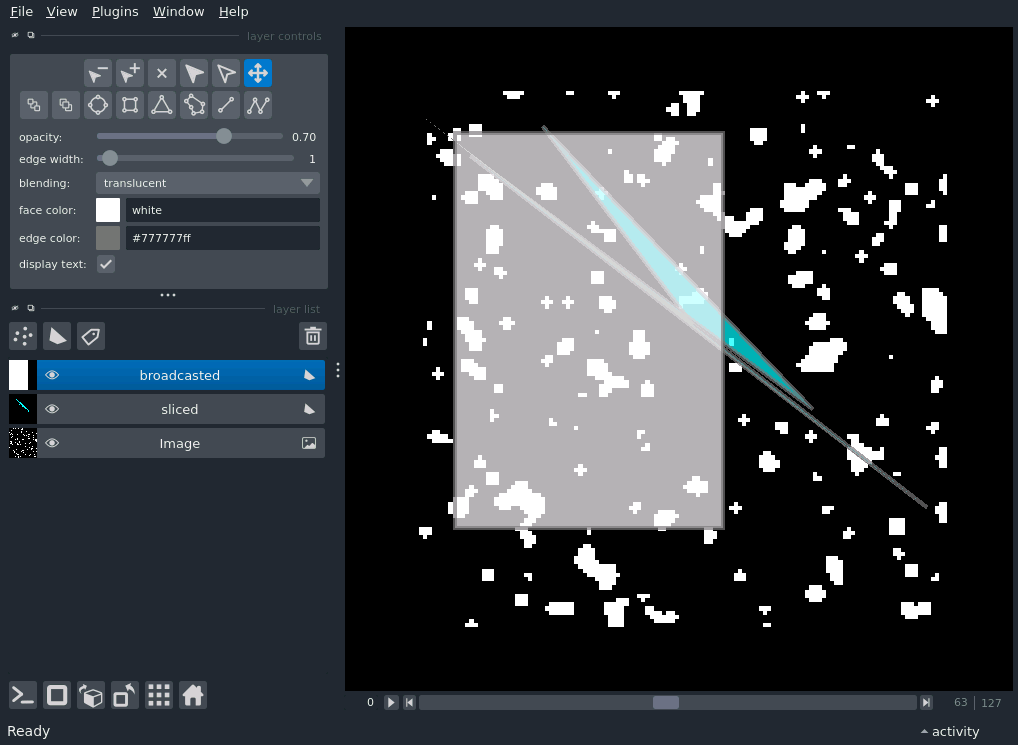 File View Plugins Window Help
layer controls
opacity: 0.70
edge width: 1
blending: translucent
face color: white
edge color: #777777ff
display text:
layer list
broadcasted
sliced
Image
0 63 | 127
Ready activity